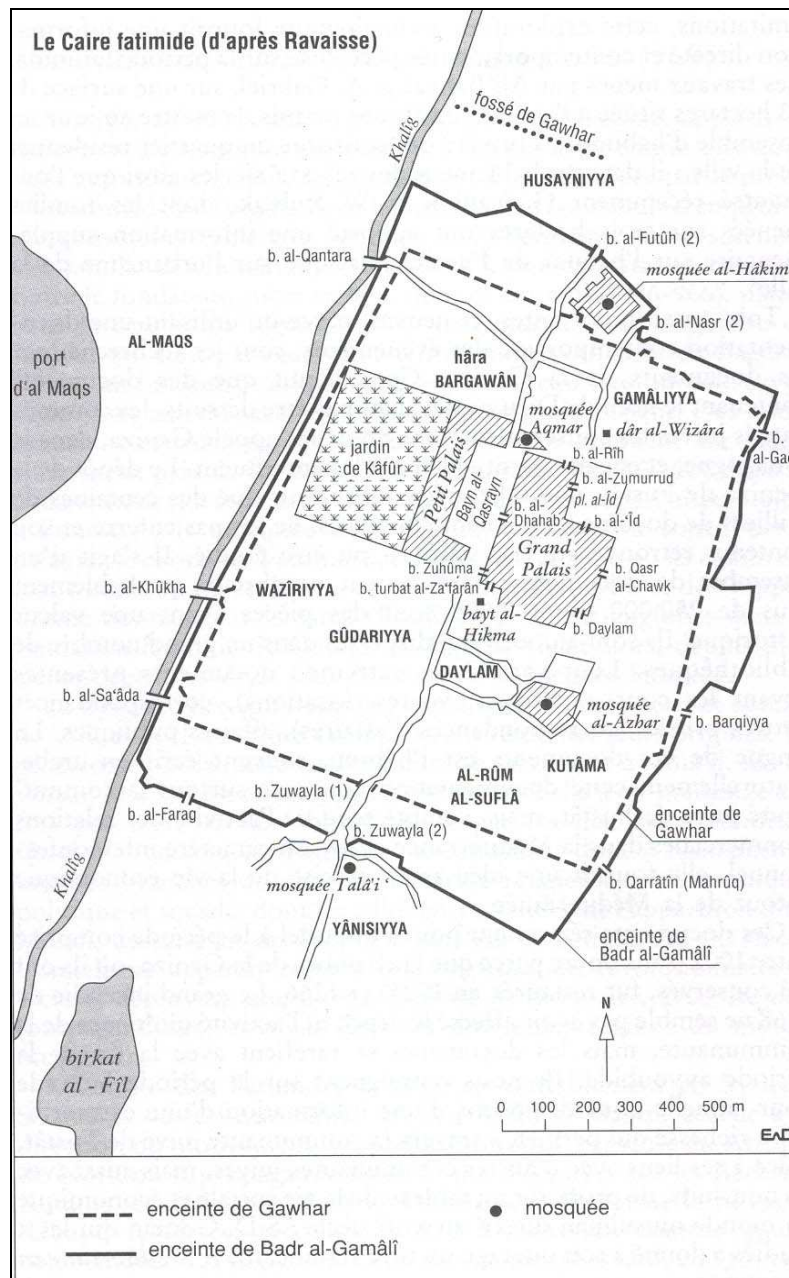 Le Caire fatimide (d'après Ravaisse)
Khalig
fossé de Gawhar
HUSAYNIYYA
b. al-Futûh (2)
b. al-Qantara
mosquée al-Hâkim
b. al-Nasr (2)
AL-MAQS
port
d'al Maqs
hâra
BARGAWÂN
GAMÂLIYYA
mosquée
Aqmar
dâr al-Wizâra
jardin
de Kâfûr
Petit Palais
Bayn al-
Qasrayn
b. al-Rîh
b. al-Zumurrud
pl. al-Îd
b. al-Îd
b. al-
Dhahab
Grand
Palais
b. Zuhûma
b. Qasr
al-Chawk
b. al-Khûkha
WAZÎRIYYA
b. turbat al-Za'farân
bayt al-
Hikma
b. Daylam
GÛDARIYYA
DAYLAM
b. al-Sa'âda
mosquée
al-Azhar
b. Barqiyya
AL-RÛM
AL-SUFLÂ
KUTÂMA
b. Zuwayla (1)
b. al-Farag
enceinte de
Gawhar
b. Zuwayla (2)
Khalig
mosquée Talâ'i'
b. Qarrâtîn (Mahrûq)
YÂNISIYYA
enceinte de
Badr al-Gamâlî
N
birkat
al - Fîl
0 100 200 300 400 500 m
enceinte de Gawhar
mosquée
enceinte de Badr al-Gamâlî